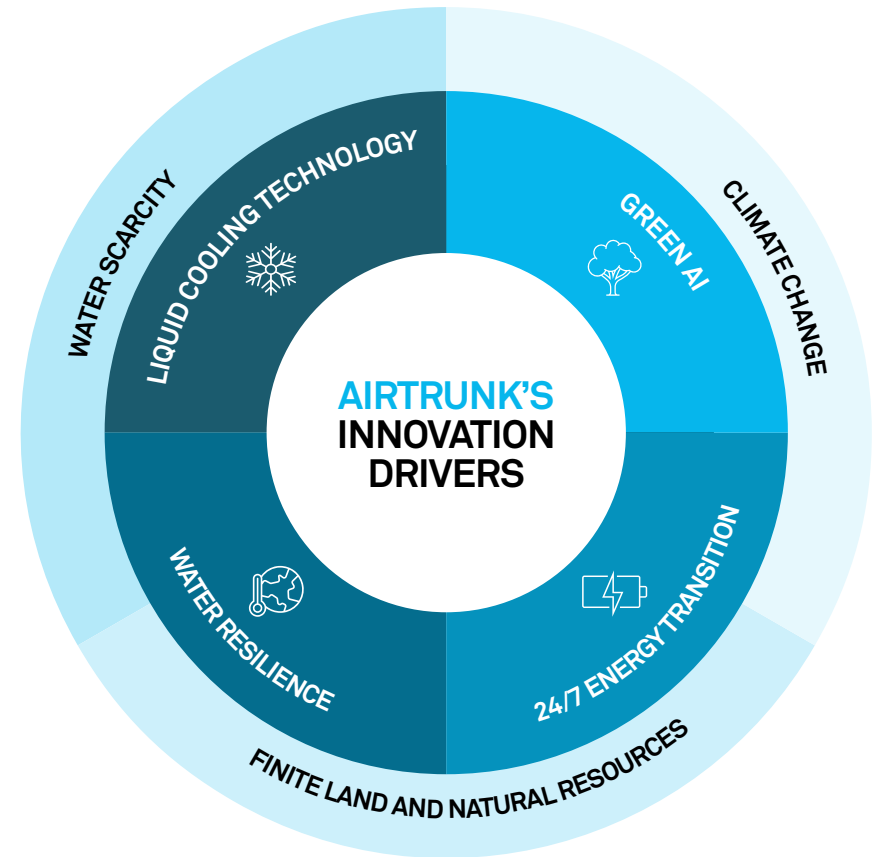 AIRTRUNK'S
INNOVATION
DRIVERS
LIQUID COOLING TECHNOLOGY
GREEN AI
24/7 ENERGY TRANSITION
WATER RESILIENCE
WATER SCARCITY
CLIMATE CHANGE
FINITE LAND AND NATURAL RESOURCES